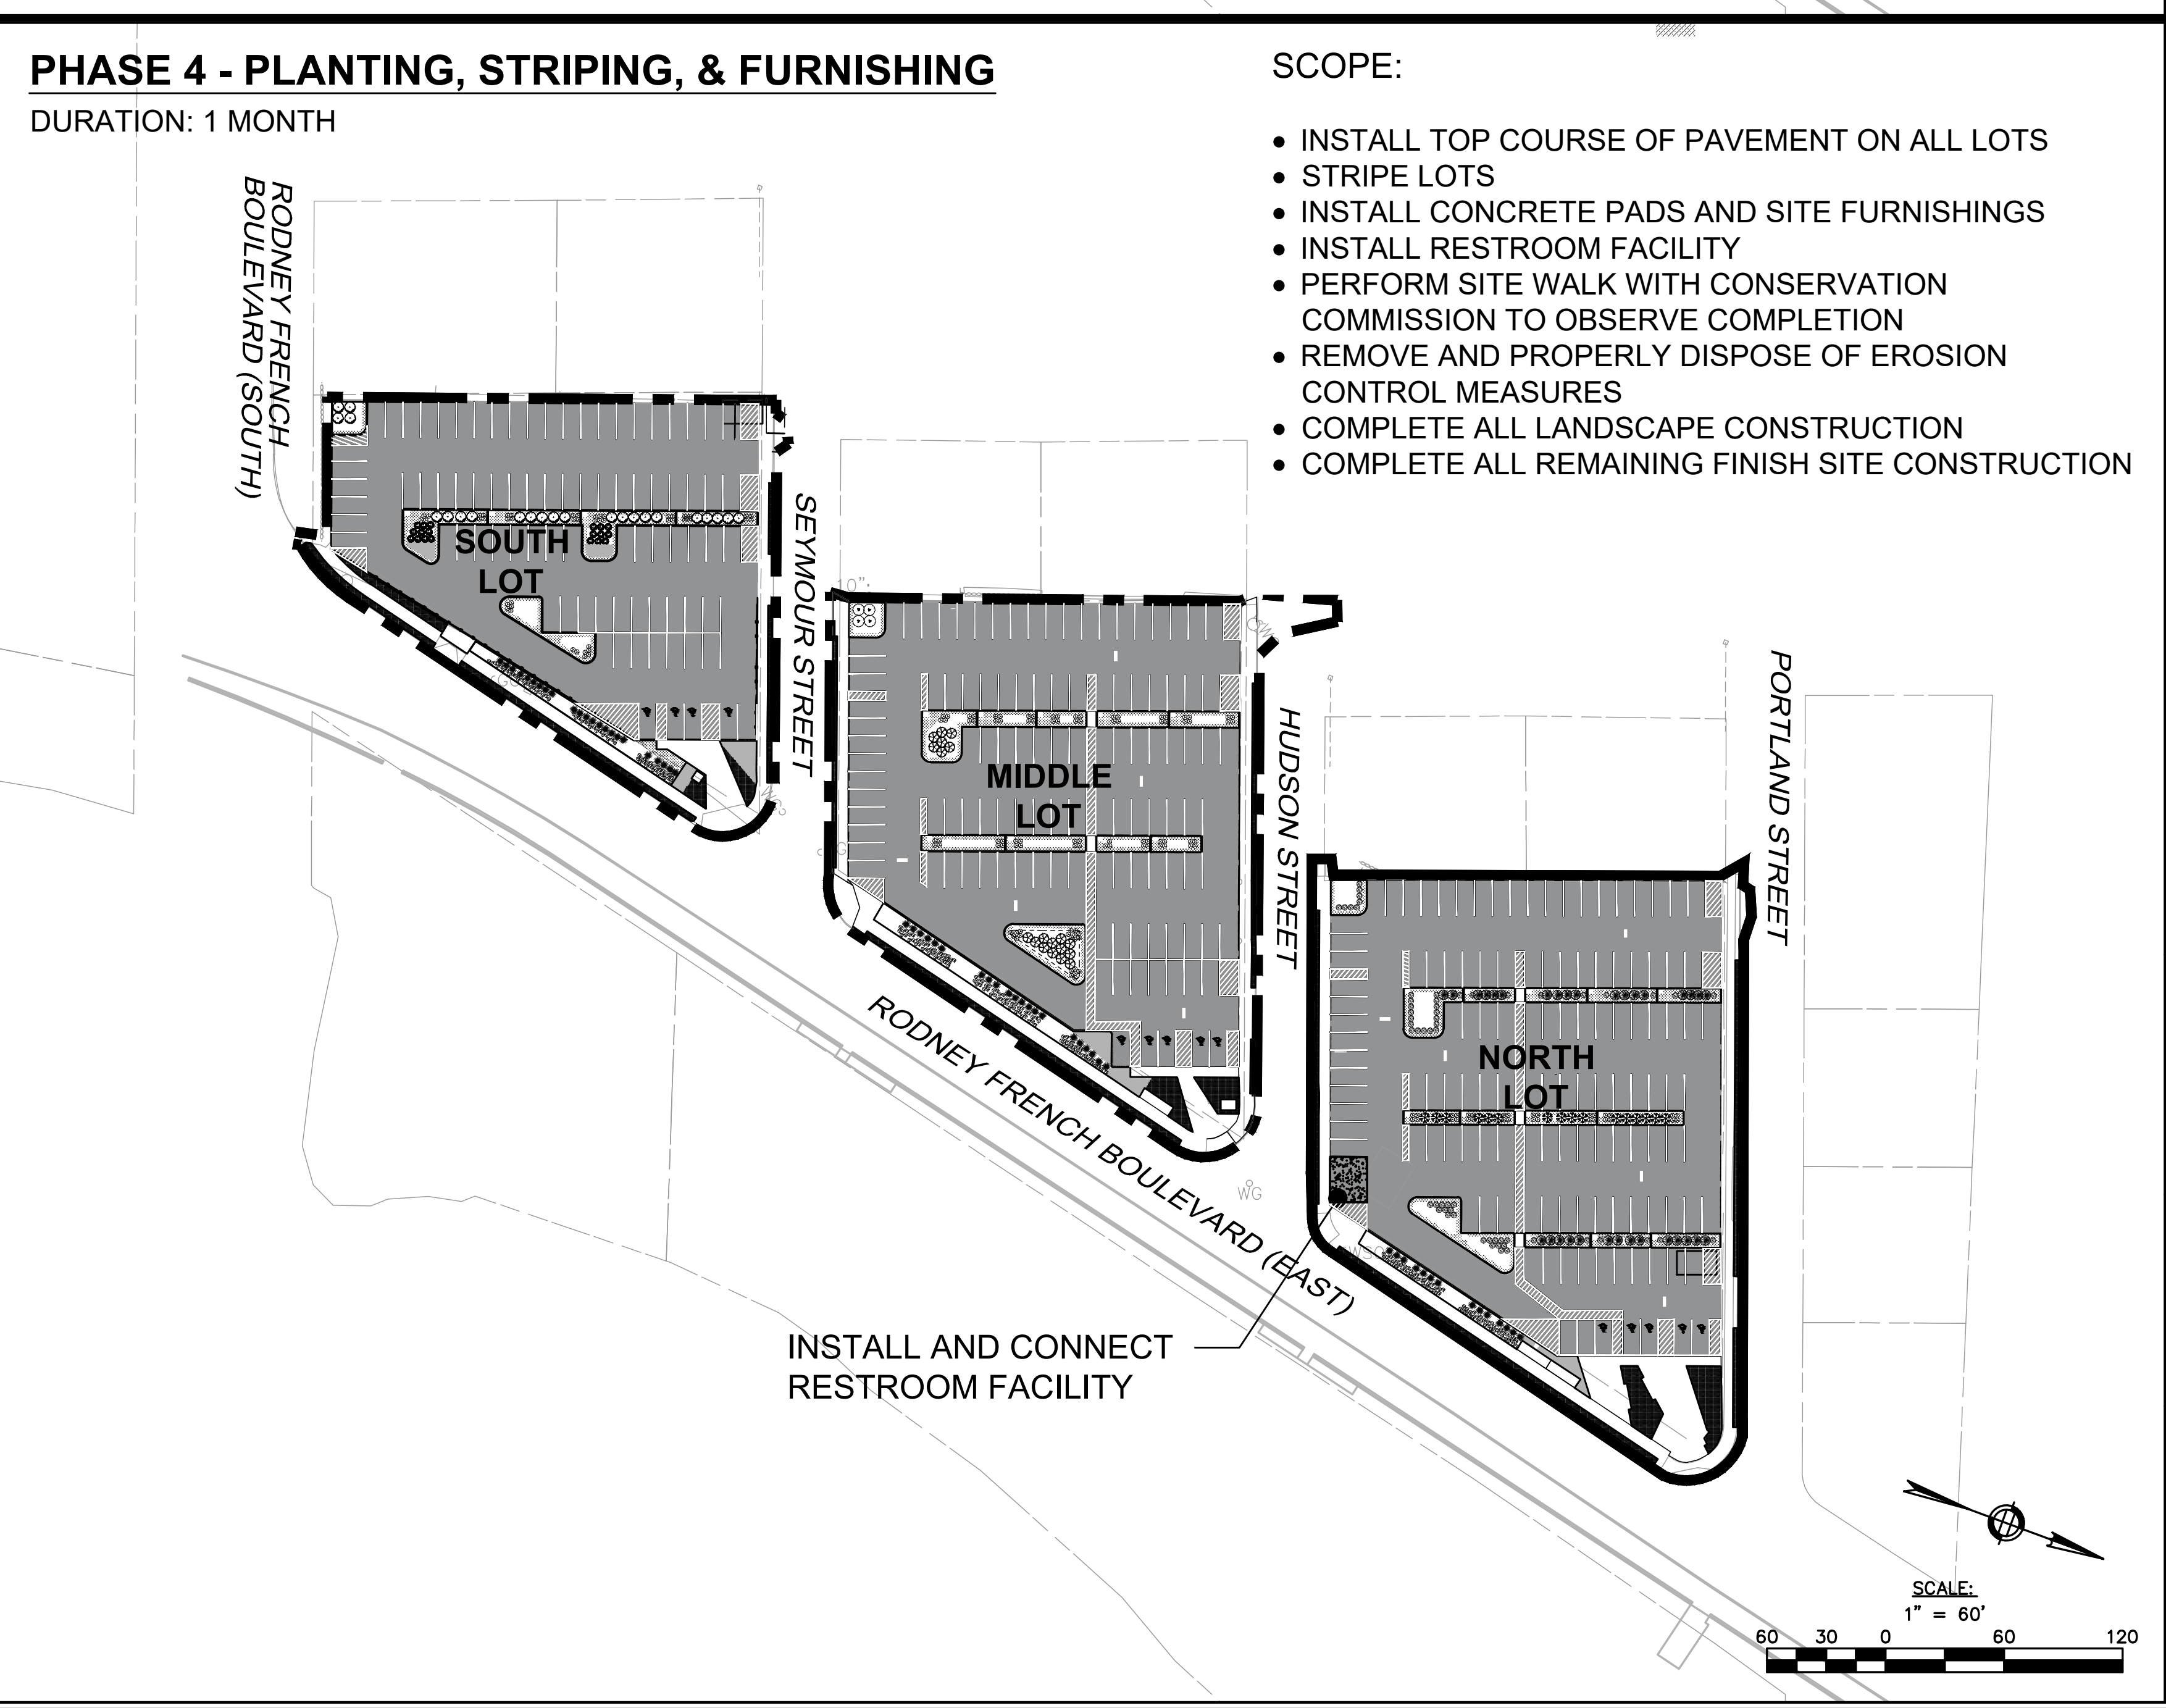 PHASE 4 - PLANTING, STRIPING, & FURNISHING
DURATION: 1 MONTH
SCOPE:
• INSTALL TOP COURSE OF PAVEMENT ON ALL LOTS
• STRIPE LOTS
• INSTALL CONCRETE PADS AND SITE FURNISHINGS
• INSTALL RESTROOM FACILITY
• PERFORM SITE WALK WITH CONSERVATION
COMMISSION TO OBSERVE COMPLETION
• REMOVE AND PROPERLY DISPOSE OF EROSION
CONTROL MEASURES
• COMPLETE ALL LANDSCAPE CONSTRUCTION
• COMPLETE ALL REMAINING FINISH SITE CONSTRUCTION
RODNEY FRENCH
BOULEVARD (SOUTH)
SOUTH
LOT
SEYMOUR STREET
10"
MIDDLE
LOT
HUDSON STREET
PORTLAND STREET
NORTH
LOT
RODNEY FRENCH BOULEVARD (EAST)
WG
INSTALL AND CONNECT
RESTROOM FACILITY
SCALE:
1" = 60'
60 30 0 60 120